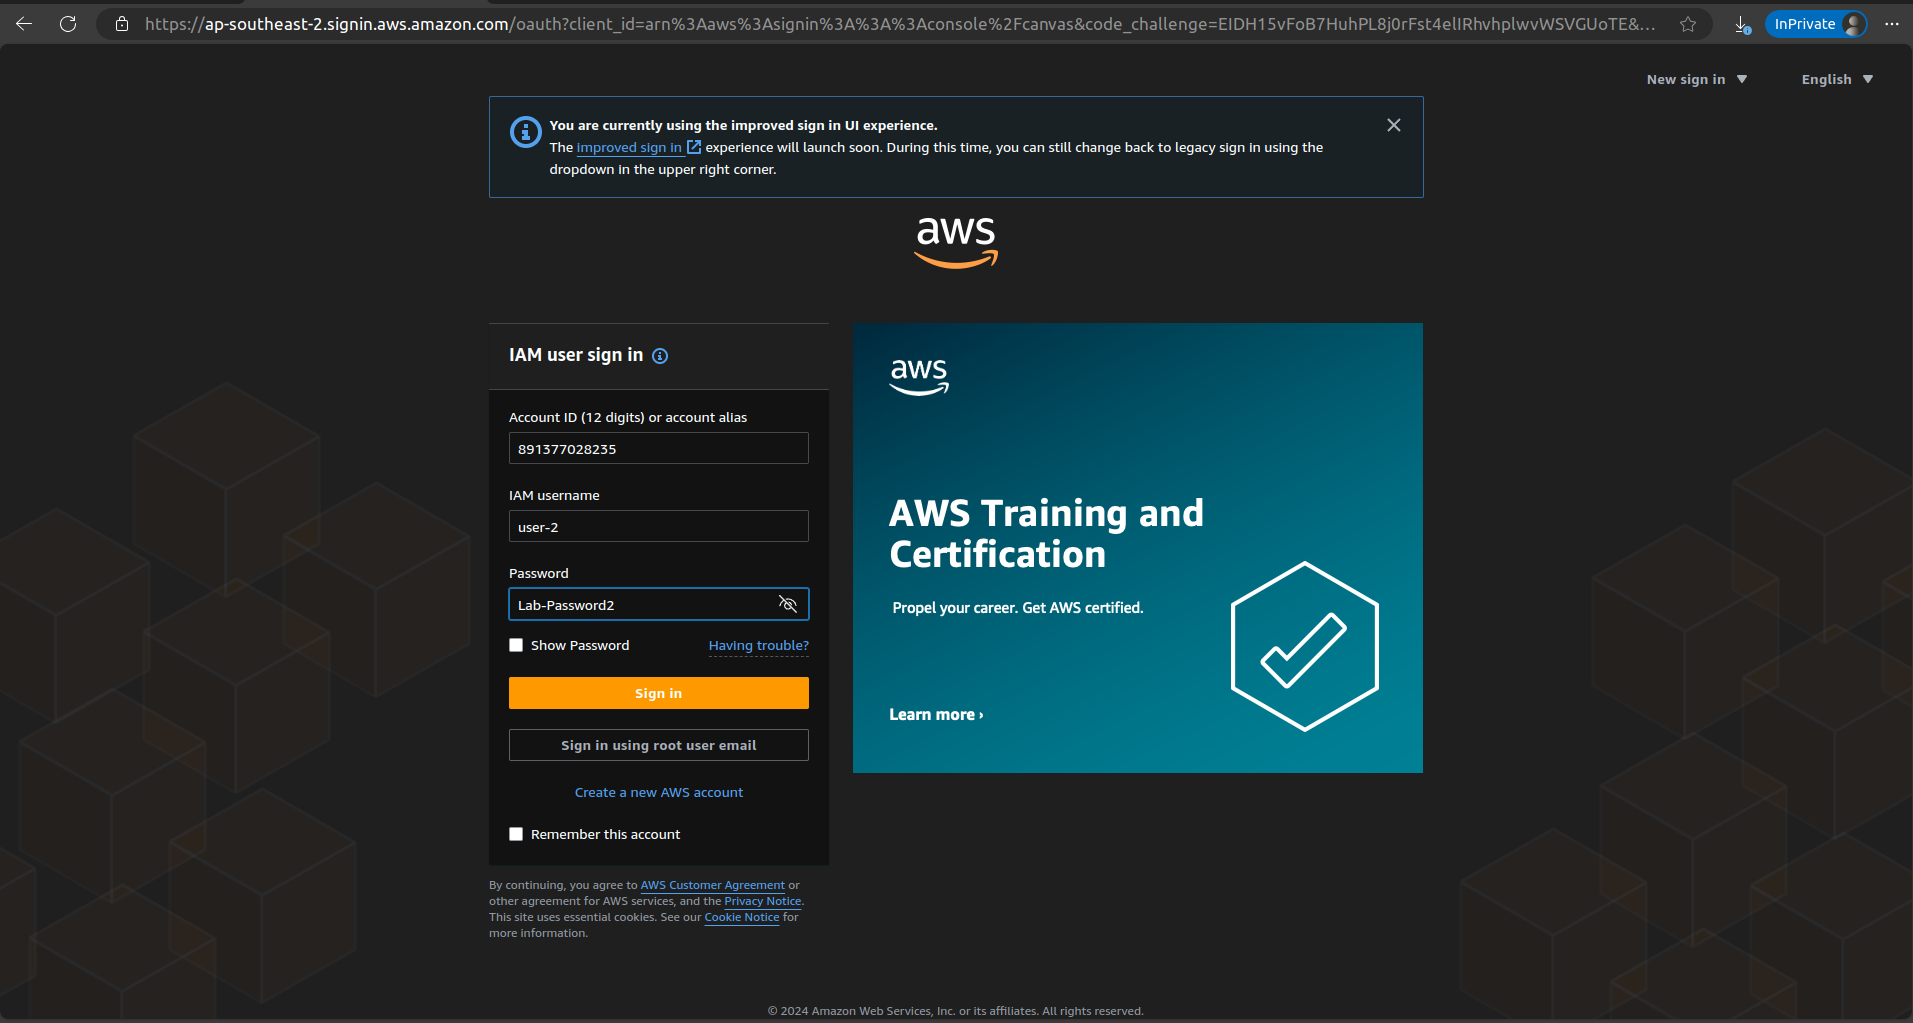 https://ap-southeast-2.signin.aws.amazon.com/oauth?client_id=arn%3Aaws%3Asignin%3A%3A%3Aconsole%2Fcanvas&code_challenge=EIDH15vFoB7HuhPL8j0rFst4elIRhvhplwvWSVGUoTE&...
InPrivate
New sign in
English
You are currently using the improved sign in UI experience.
The improved sign in experience will launch soon. During this time, you can still change back to legacy sign in using the
dropdown in the upper right corner.
aws
IAM user sign in
Account ID (12 digits) or account alias
891377028235
IAM username
user-2
Password
Lab-Password2
Show Password
Having trouble?
Sign in
Sign in using root user email
Create a new AWS account
Remember this account
By continuing, you agree to AWS Customer Agreement or
other agreement for AWS services, and the Privacy Notice.
This site uses essential cookies. See our Cookie Notice for
more information.
aws
AWS Training and
Certification
Propel your career. Get AWS certified.
Learn more ›
© 2024 Amazon Web Services, Inc. or its affiliates. All rights reserved.